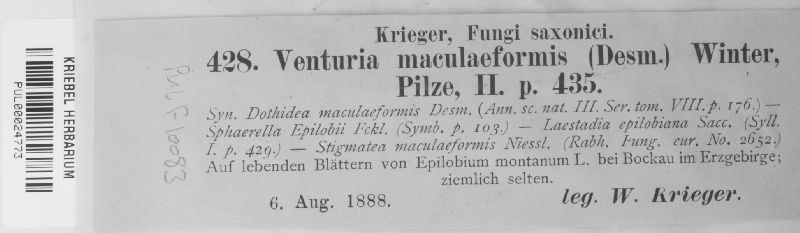 KRIEBEL HERBARIUM
PUL00024773
PUL F10083
Krieger, Fungi saxonici.
428. Venturia maculaeformis (Desm.) Winter,
Pilze, II. p. 435.
Syn. Dothidea maculaeformis Desm. (Ann. sc. nat. III. Ser. tom. VIII. p. 176.) —
Sphaerella Epilobii Fckl. (Symb. p. 103.) — Laestadia epilobiana Sacc. (Syll.
I. p. 429.) — Stigmatea maculaeformis Niessl. (Rabh. Fung. eur. No. 2652.)
Auf lebenden Blättern von Epilobium montanum L. bei Bockau im Erzgebirge;
ziemlich selten.
6. Aug. 1888.
leg. W. Krieger.